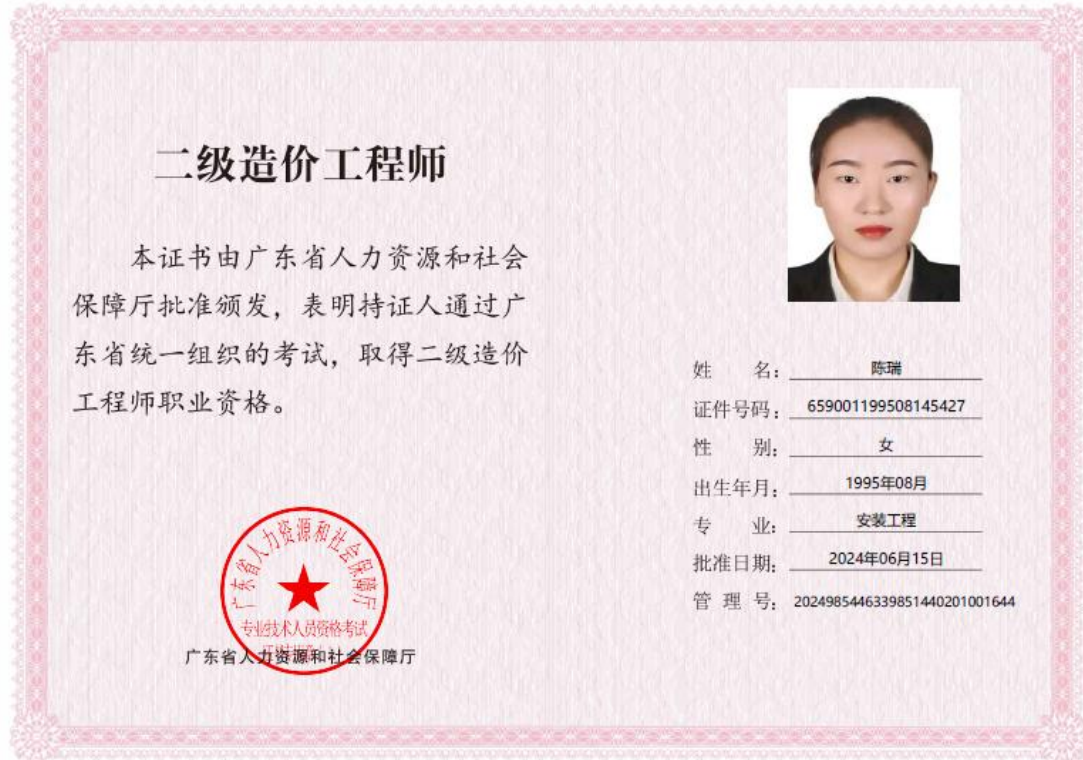 二级造价工程师
本证书由广东省人力资源和社会
保障厅批准颁发，表明持证人通过广
东省统一组织的考试，取得二级造价
工程师职业资格。
广东省人力资源和社会保障厅
专业技术人员资格考试
广东省人力资源和社会保障厅
姓　　名：陈瑞
证件号码：659001199508145427
性　　别：女
出生年月：1995年08月
专　　业：安装工程
批准日期：2024年06月15日
管 理 号：20249854463398514402010​01644